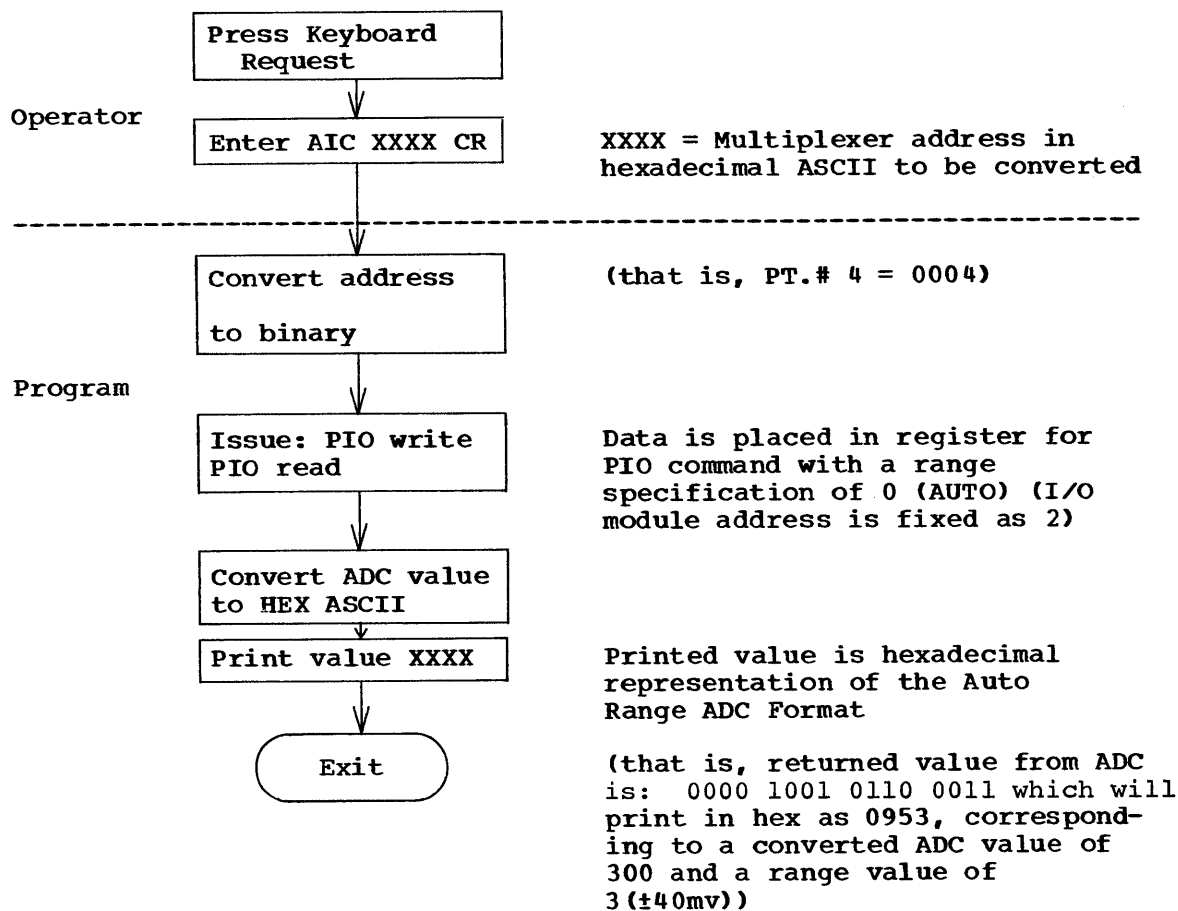 Press Keyboard
Request
Operator
Enter AIC XXXX CR
XXXX = Multiplexer address in
hexadecimal ASCII to be converted
Convert address
to binary
(that is, PT.# 4 = 0004)
Program
Issue: PIO write
PIO read
Data is placed in register for
PIO command with a range
specification of 0 (AUTO) (I/O
module address is fixed as 2)
Convert ADC value
to HEX ASCII
Print value XXXX
Printed value is hexadecimal
representation of the Auto
Range ADC Format
Exit
(that is, returned value from ADC
is: 0000 1001 0110 0011 which will
print in hex as 0953, correspond-
ing to a converted ADC value of
300 and a range value of
3(±40mv))